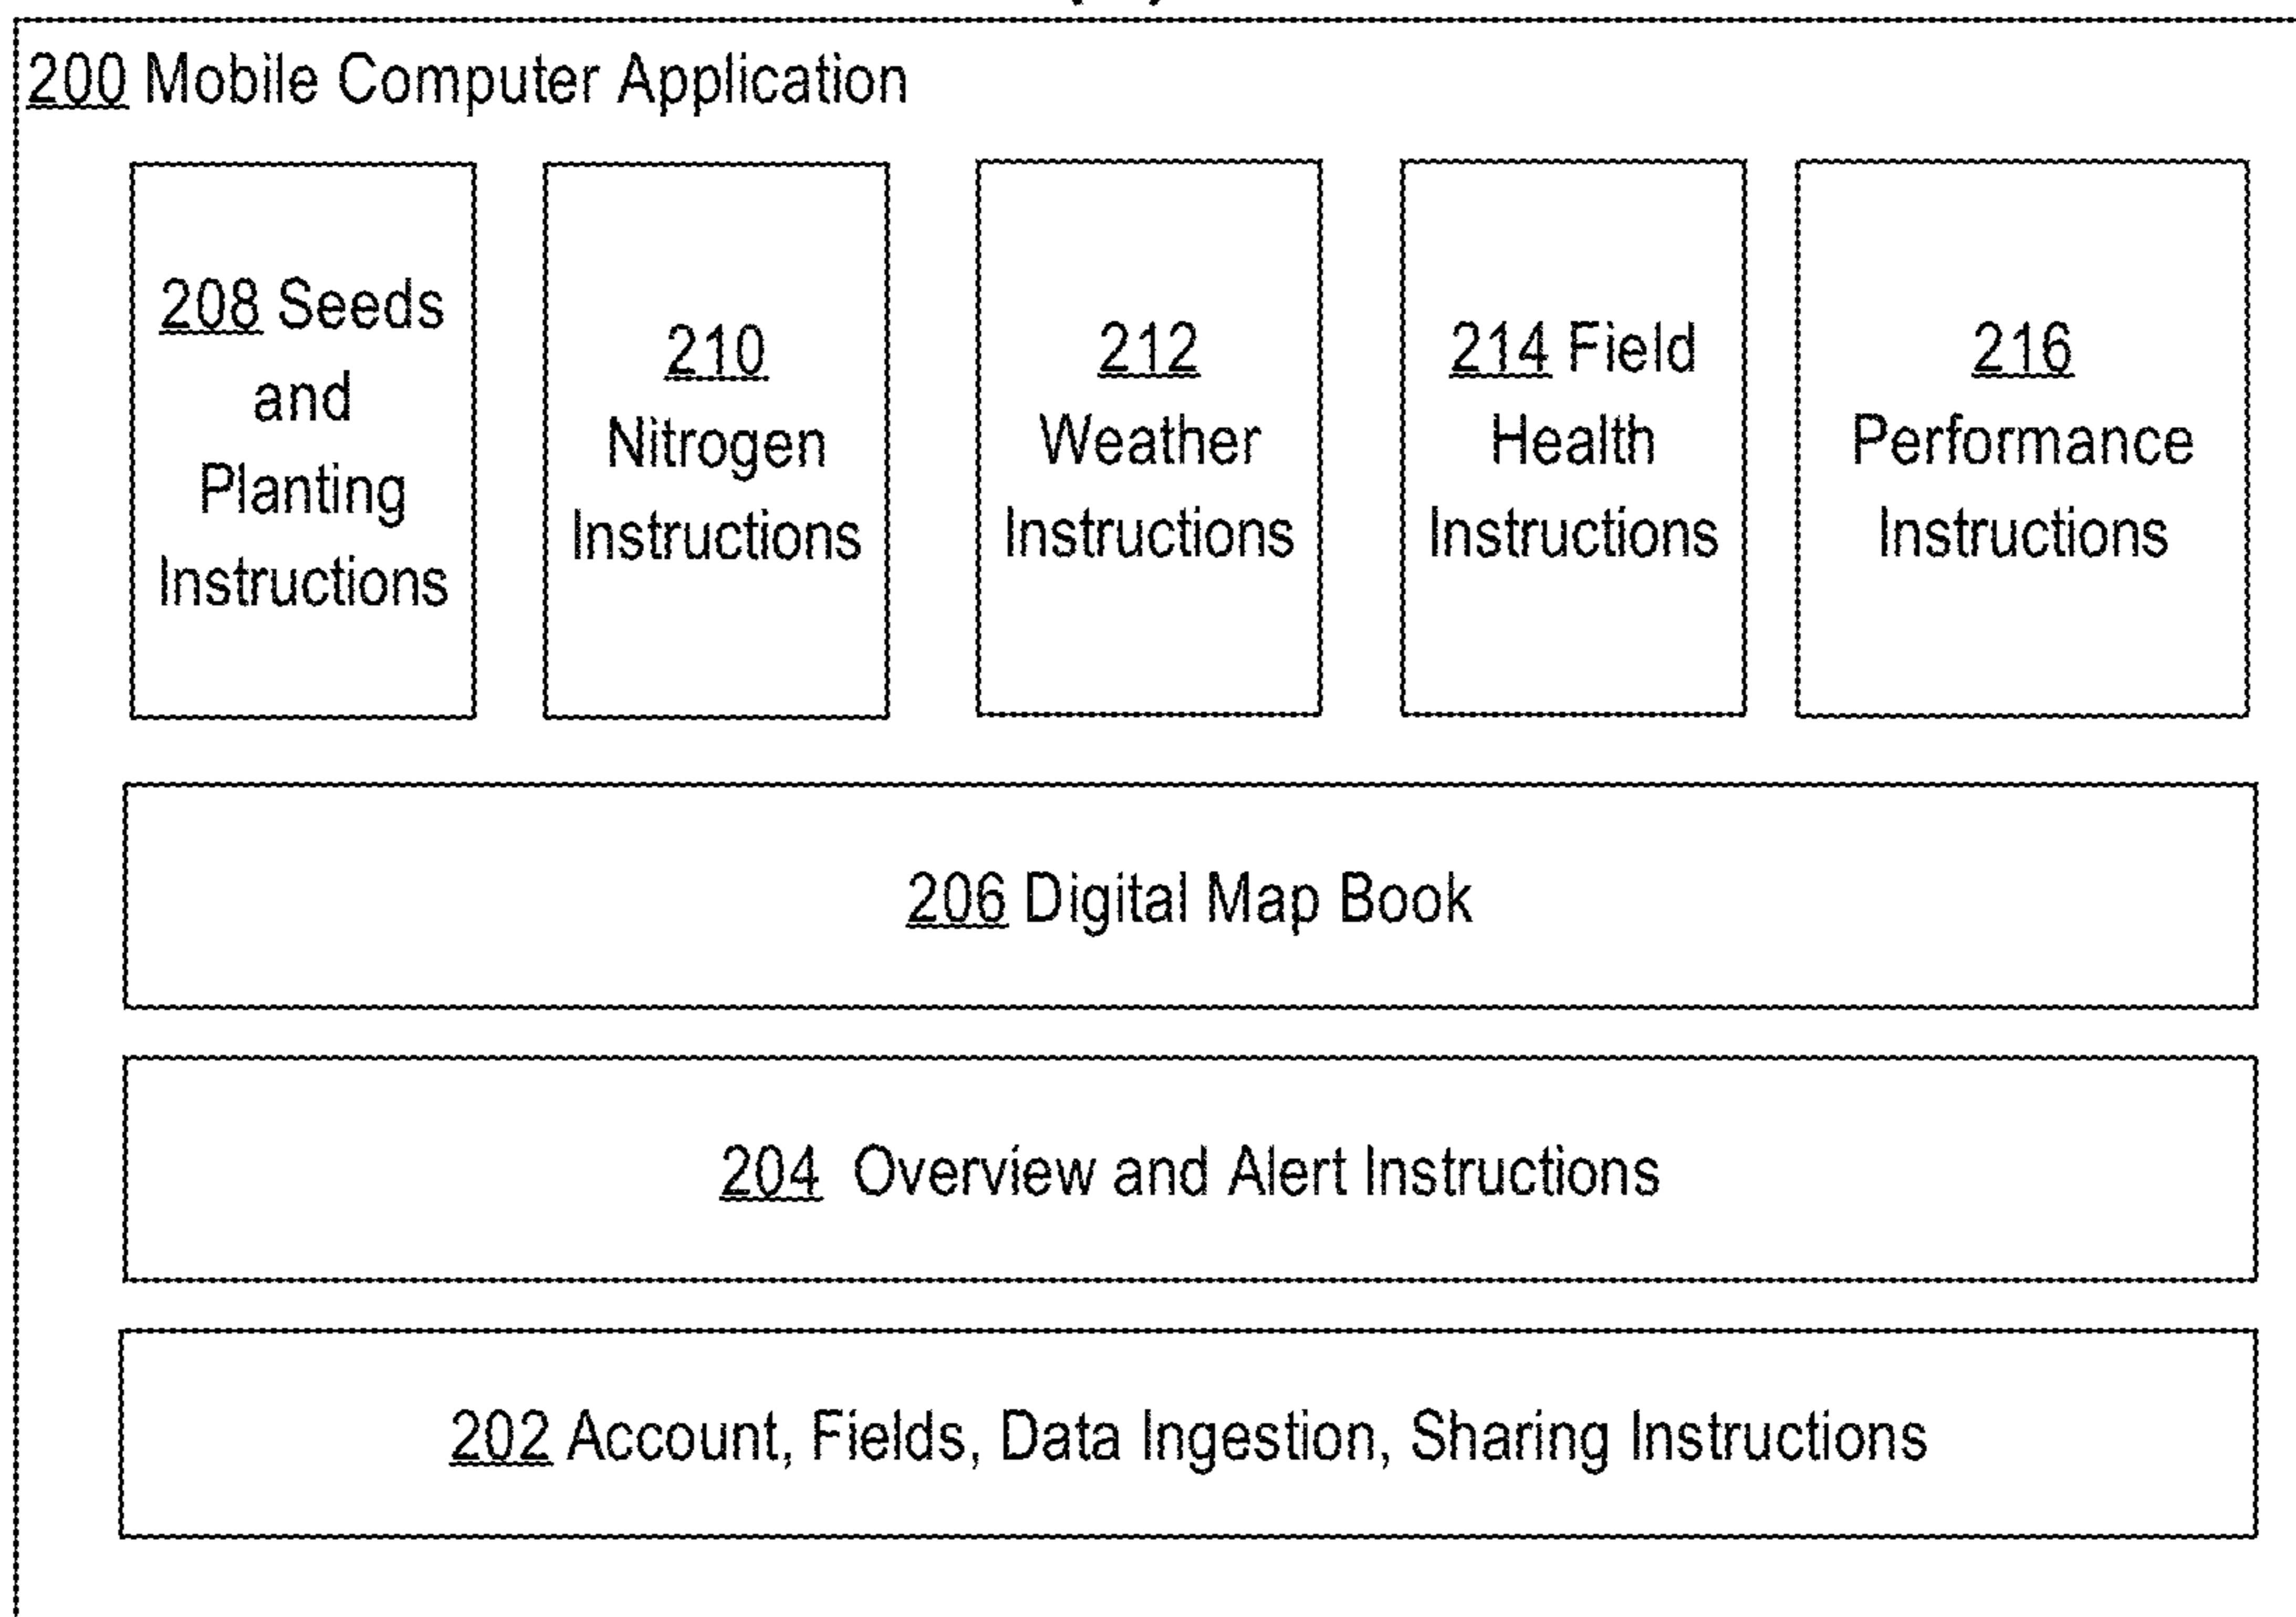 200 Mobile Computer Application
208 Seeds
and
Planting
Instructions
210
Nitrogen
Instructions
212
Weather
Instructions
214 Field
Health
Instructions
216
Performance
Instructions
206 Digital Map Book
204 Overview and Alert Instructions
202 Account, Fields, Data Ingestion, Sharing Instructions